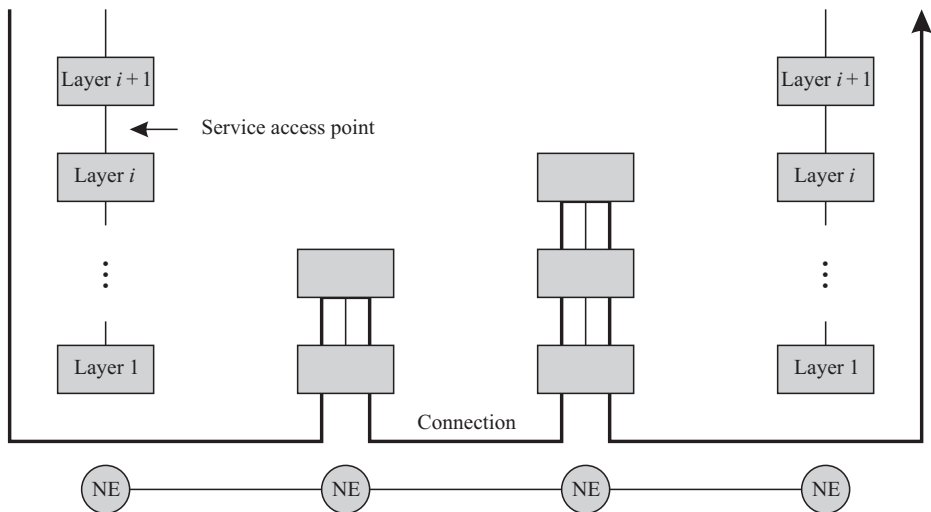 Layer i + 1
Layer i + 1
Service access point
Layer i
Layer i
Layer 1
Layer 1
Connection
NE
NE
NE
NE